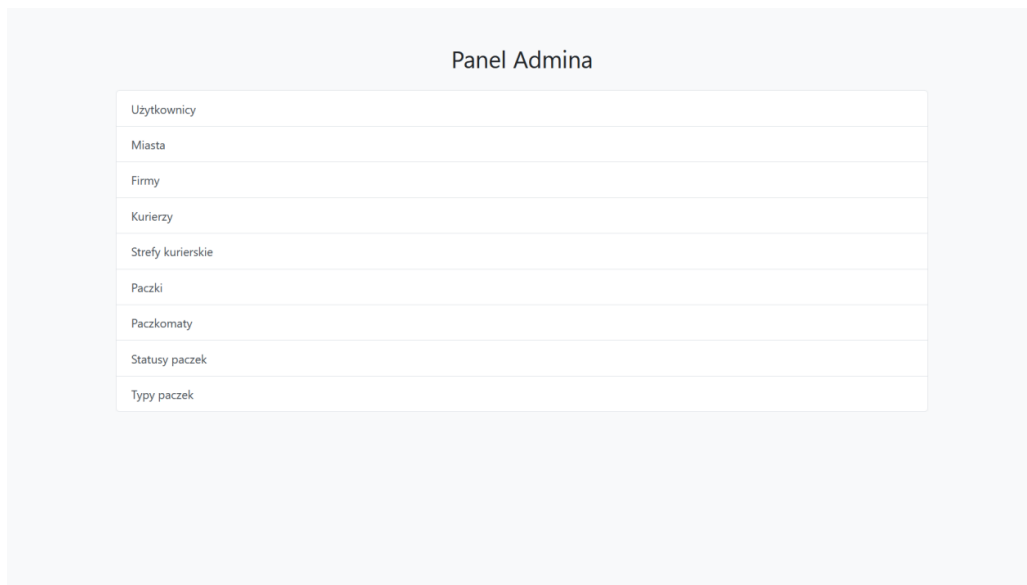 Panel Admina
Użytkownicy
Miasta
Firmy
Kurierzy
Strefy kurierskie
Paczki
Paczkomaty
Statusy paczek
Typy paczek